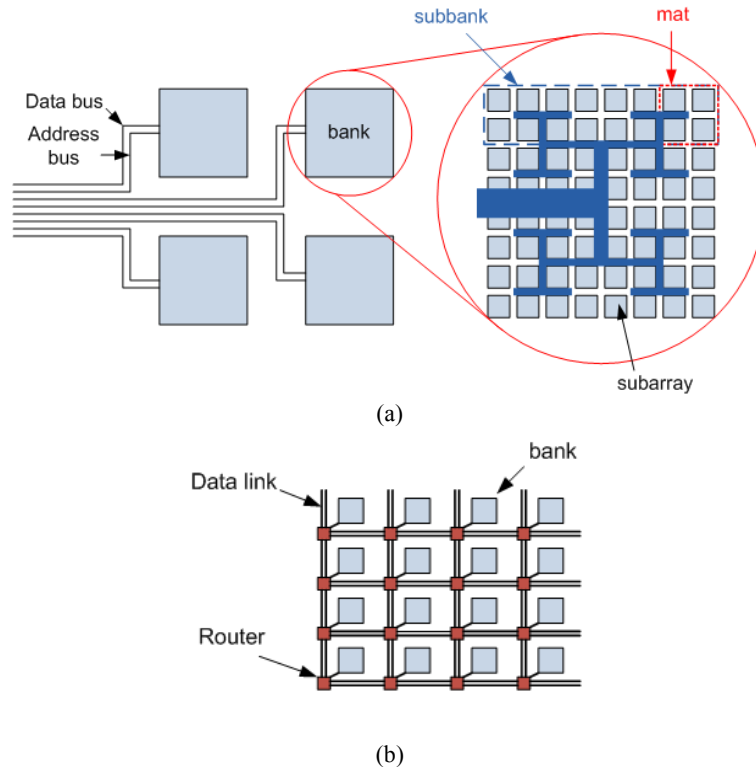 subbank
mat
Data bus
Address
bus
bank
subarray
(a)
bank
Data link
Router
(b)